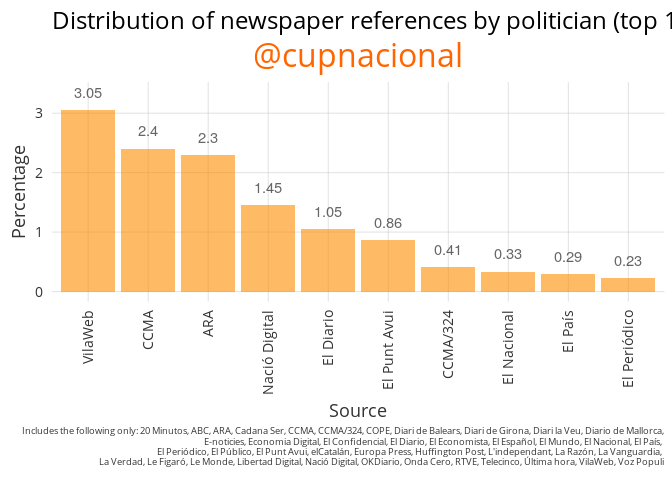 Distribution of newspaper references by politician (top 1
@cupnacional
Percentage
3
2
1
0
3.05
2.4
2.3
1.45
1.05
0.86
0.41
0.33
0.29
0.23
VilaWeb
CCMA
ARA
Nació Digital
El Diario
El Punt Avui
CCMA/324
El Nacional
El País
El Periódico
Source
Includes the following only: 20 Minutos, ABC, ARA, Cadana Ser, CCMA, CCMA/324, COPE, Diari de Balears, Diari de Girona, Diari la Veu, Diario de Mallorca,
E-noticies, Economia Digital, El Confidencial, El Diario, El Economista, El Español, El Mundo, El Nacional, El País,
El Periódico, El Público, El Punt Avui, elCatalán, Europa Press, Huffington Post, L'independant, La Razón, La Vanguardia,
La Verdad, Le Figaró, Le Monde, Libertad Digital, Nació Digital, OKDiario, Onda Cero, RTVE, Telecinco, Última hora, VilaWeb, Voz Populi